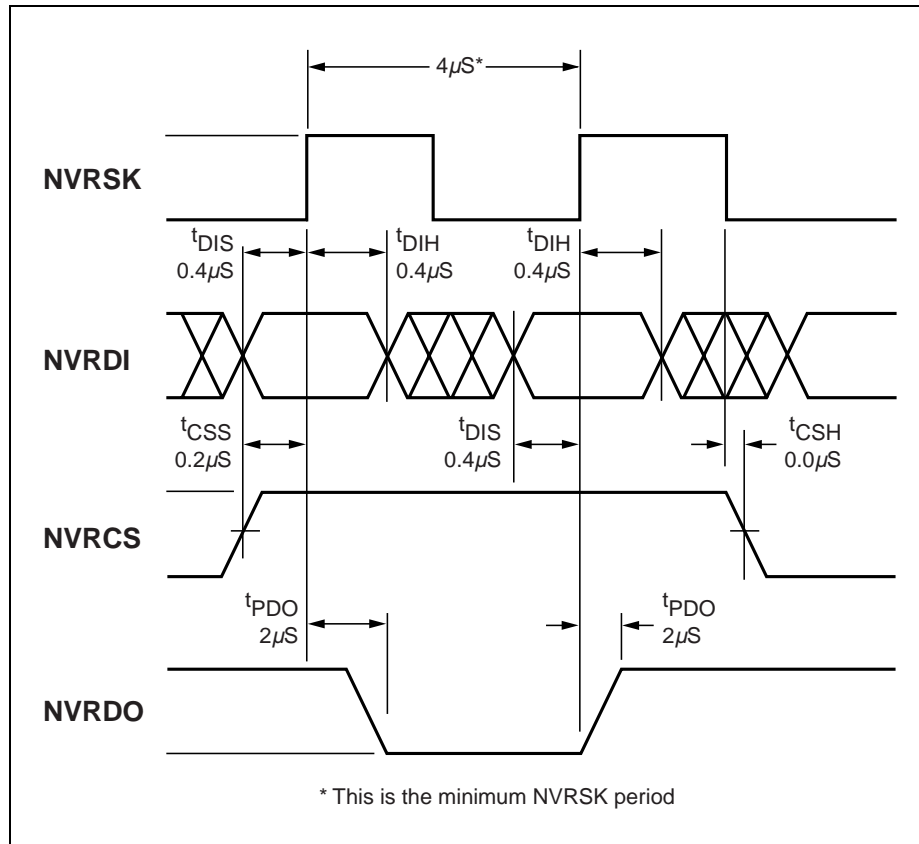 4µS*
NVRSK
tDIS
0.4µS
tDIH
0.4µS
tDIH
0.4µS
NVRDI
tCSS
0.2µS
tDIS
0.4µS
tCSH
0.0µS
NVRCS
tPDO
2µS
tPDO
2µS
NVRDO
* This is the minimum NVRSK period